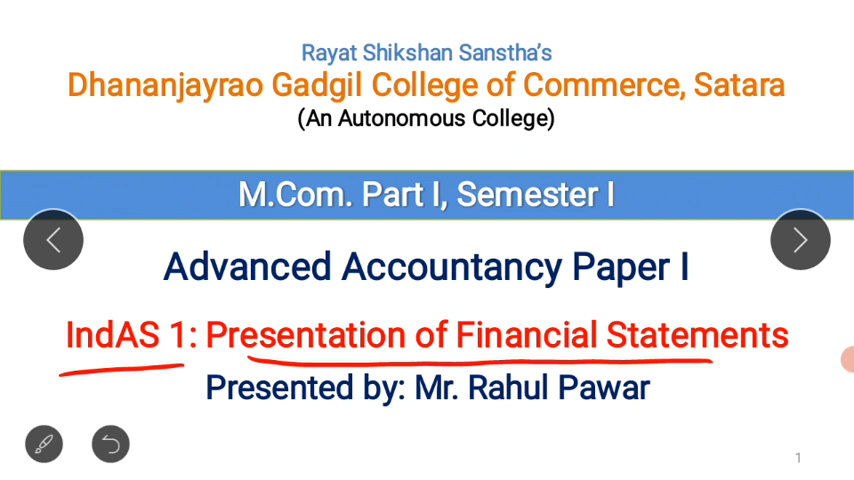 Rayat Shikshan Sanstha's
Dhananjayrao Gadgil College of Commerce, Satara
(An Autonomous College)
M.Com. Part I, Semester I
Advanced Accountancy Paper I
IndAS 1: Presentation of Financial Statements
Presented by: Mr. Rahul Pawar
1